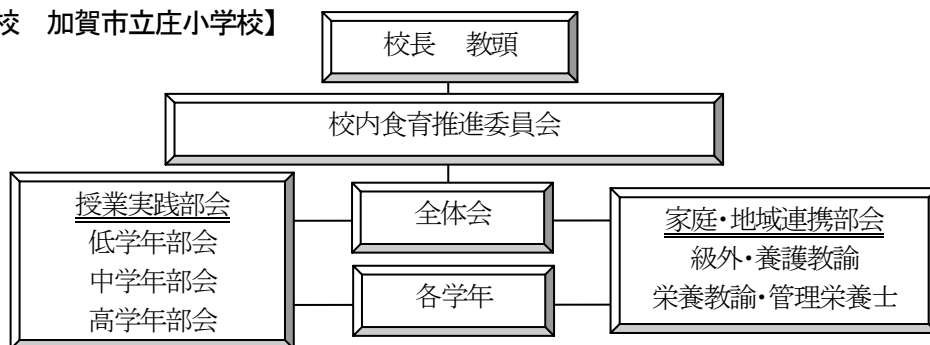 校 加賀市立庄小学校】
校長 教頭
校内食育推進委員会
授業実践部会
低学年部会
中学年部会
高学年部会
全体会
各学年
家庭・地域連携部会
級外・養護教諭
栄養教諭・管理栄養士